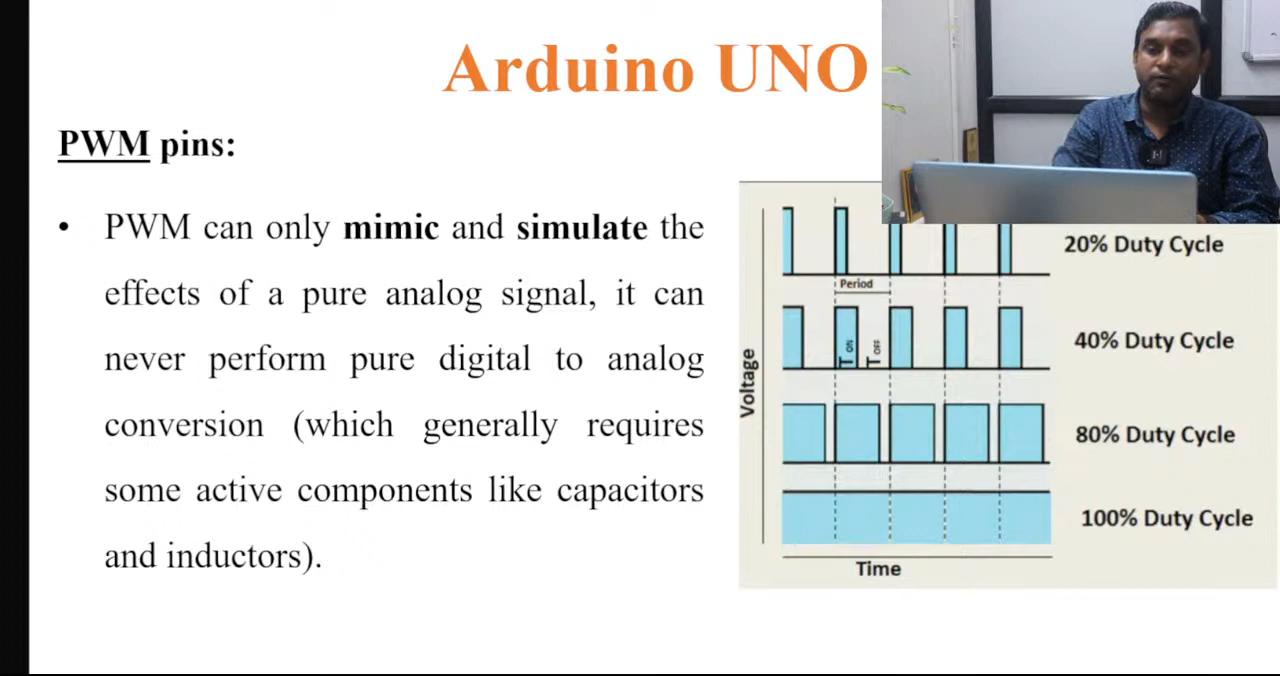 Arduino UNO
PWM pins:
• PWM can only mimic and simulate the
effects of a pure analog signal, it can
never perform pure digital to analog
conversion (which generally requires
some active components like capacitors
and inductors).
20% Duty Cycle
Period
40% Duty Cycle
T ON
T OFF
Voltage
80% Duty Cycle
100% Duty Cycle
Time